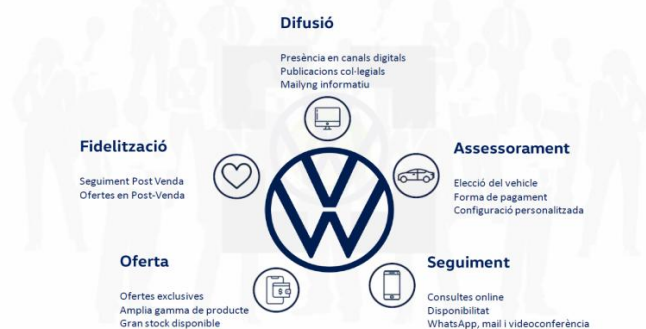 Difusió
Presència en canals digitals
Publicacions col·legials
Mailyng informatiu
Fidelització
Seguiment Post Venda
Ofertes en Post-Venda
Assessorament
Elecció del vehicle
Forma de pagament
Configuració personalitzada
Oferta
Ofertes exclusives
Amplia gamma de producte
Gran stock disponible
Seguiment
Consultes online
Disponibilitat
WhatsApp, mail i videoconferència